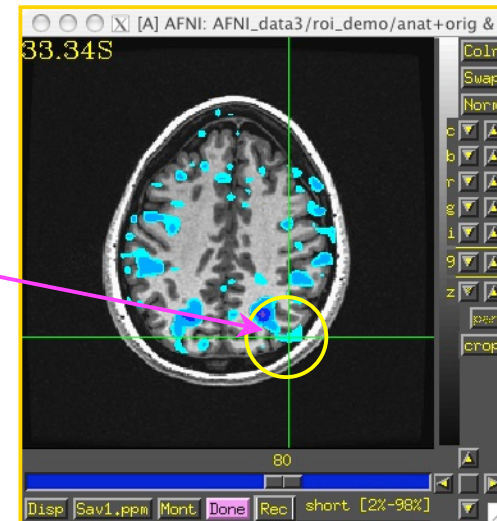 [A] AFNI: AFNI_data3/roi_demo/anat+orig &
33.34S
Colr
Swap
Norm
c
b
r
g
i
9
z
crop
80
Disp Sav1.ppm Mont Done Rec short [2%-98%]